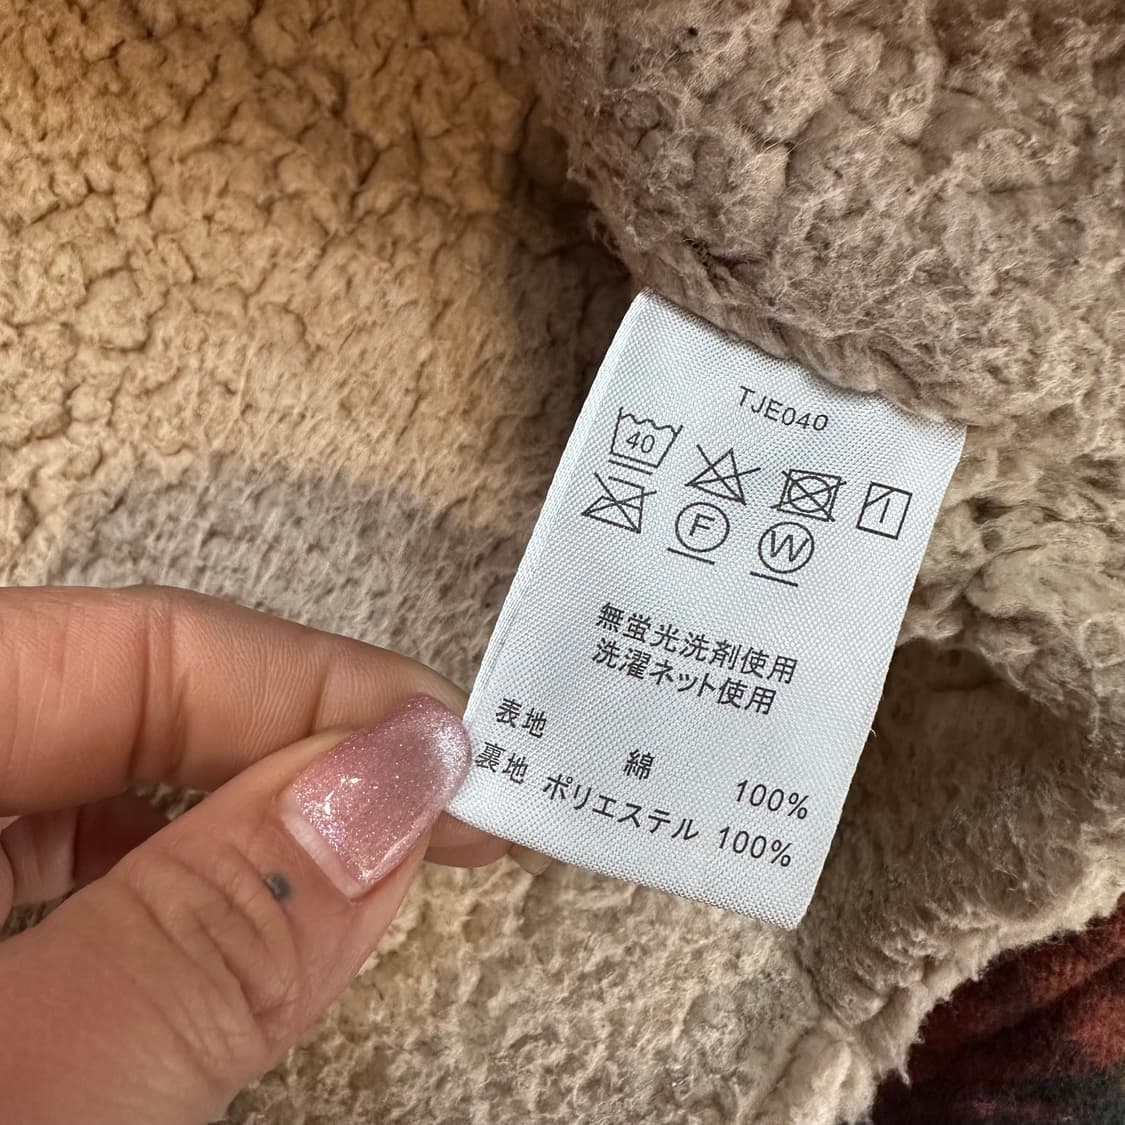 TJE040
40
F W
無蛍光洗剤使用
洗濯ネット使用
表地 綿 100%
裏地 ポリエステル 100%